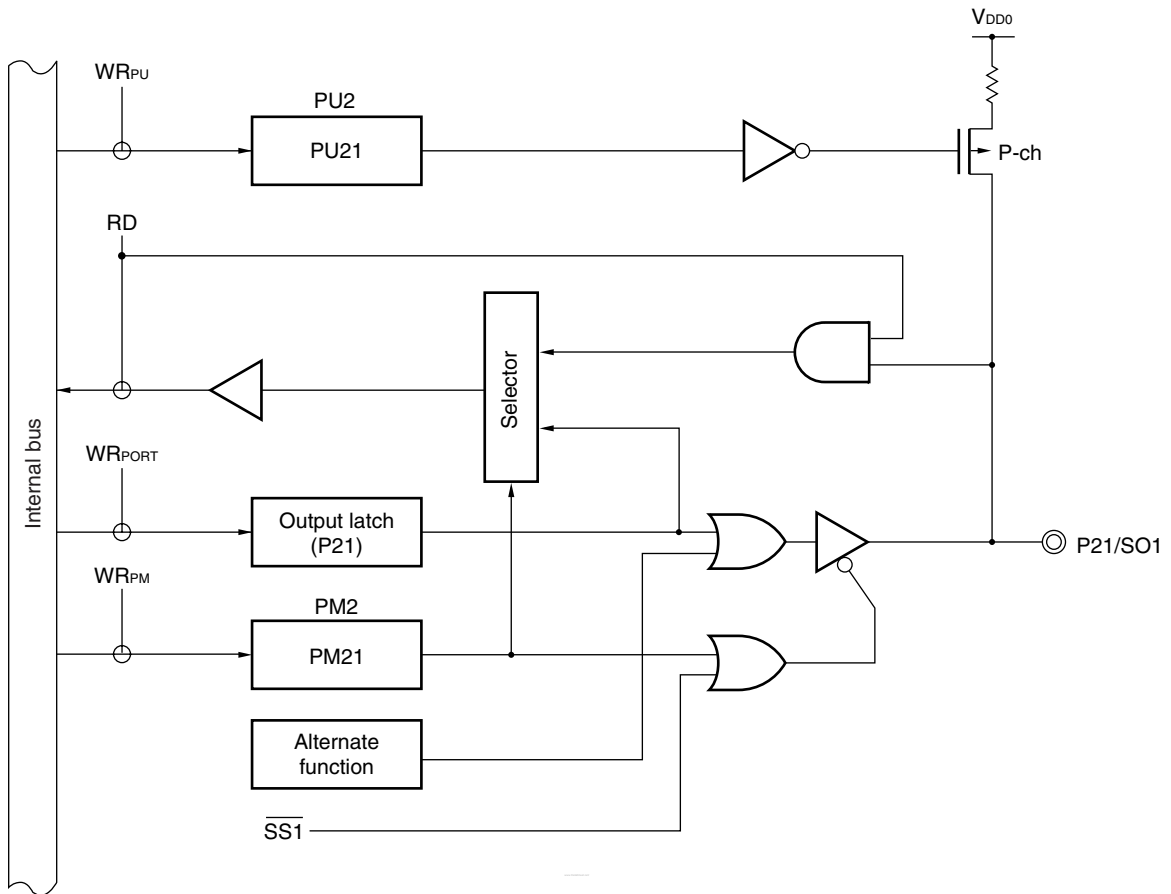 VDD0
WRPU
PU2
PU21
P-ch
RD
Selector
Internal bus
WRPORT
Output latch
(P21)
P21/SO1
WRPM
PM2
PM21
Alternate
function
S̅S̅1̅